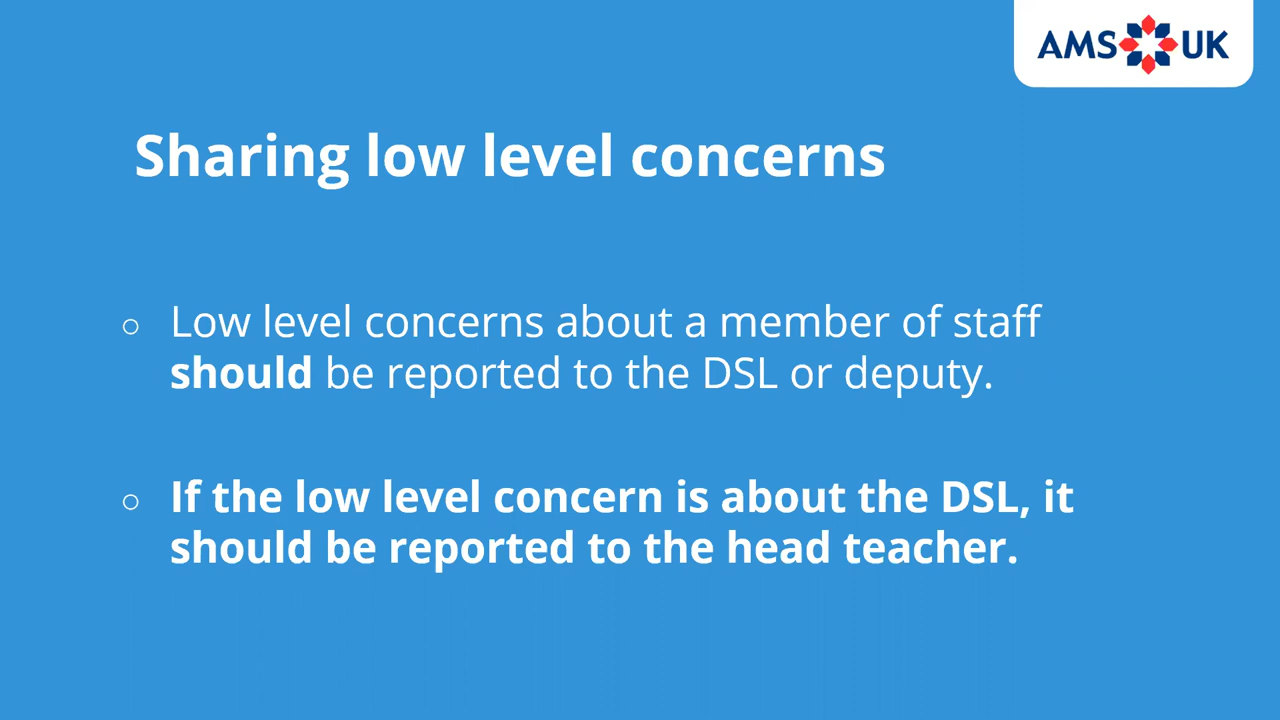 AMS UK
Sharing low level concerns
○ Low level concerns about a member of staff
should be reported to the DSL or deputy.
○ If the low level concern is about the DSL, it
should be reported to the head teacher.